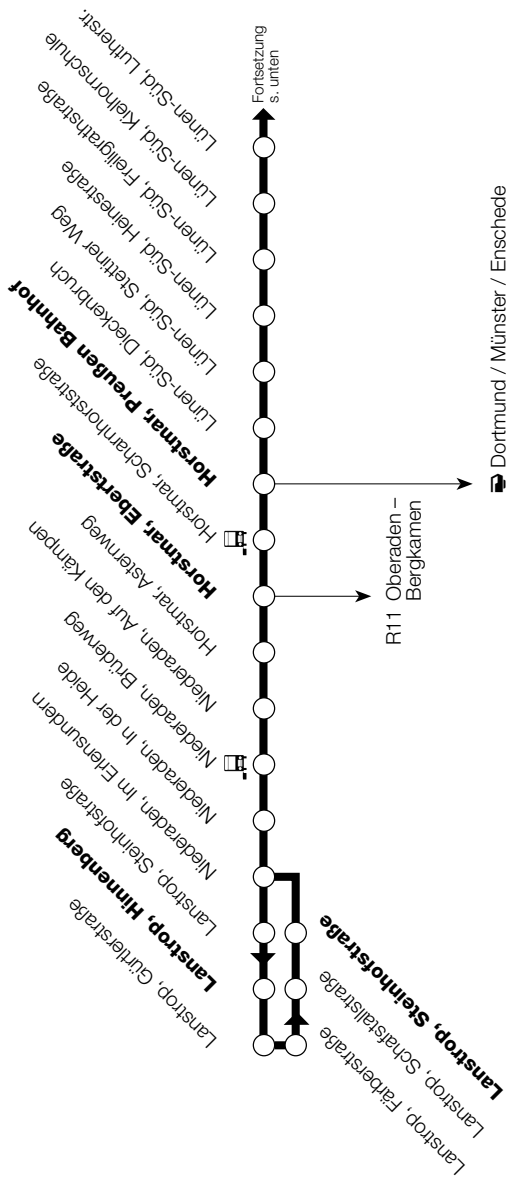 Lanstrop, Gürtlerstraße
Lanstrop, Hinnenberg
Lanstrop, Steinhofstraße
Niederaden, Im Erlensundern
Niederaden, In der Heide
Niederaden, Brüderweg
Niederaden, Auf den Kämpen
Horstmar, Asternweg
Horstmar, Ebertstraße
Horstmar, Scharnhorststraße
Horstmar, Preußen Bahnhof
Lünen-Süd, Dieckenbruch
Lünen-Süd, Stettiner Weg
Lünen-Süd, Heinestraße
Lünen-Süd, Freiligrathstraße
Lünen-Süd, Kielhornschule
Lünen-Süd, Lutherstr.
Fortsetzung
s. unten
Lanstrop, Färberstraße
Lanstrop, Schafstallstraße
Lanstrop, Steinhofstraße
R11 Oberaden –
Bergkamen
Dortmund / Münster / Enschede